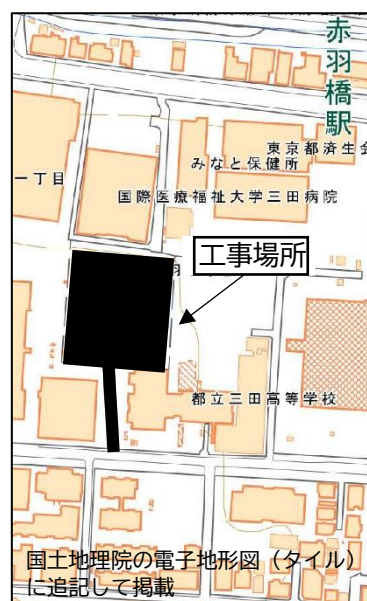 赤羽橋駅
東京都済生会
みなと保健所
一丁目
国際医療福祉大学三田病院
工事場所
羽
都立三田高等学校
国土地理院の電子地形図（タイル）
に追記して掲載